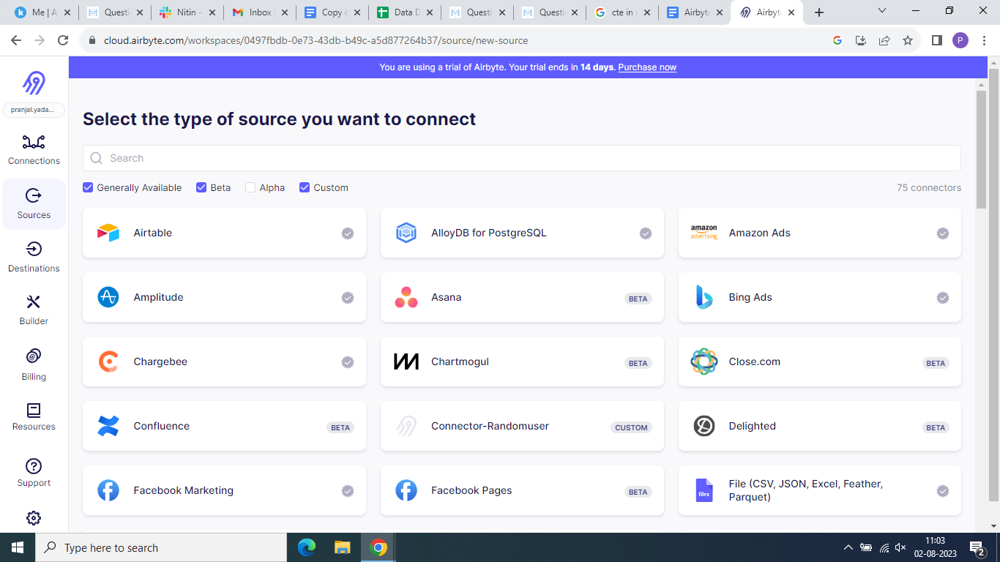 Me | A
Questi
Nitin -
Inbox (
Copy o
Data D
Questi
Questi
cte in s
Airbyte
Airbyt
cloud.airbyte.com/workspaces/0497fbdb-0e73-43db-b49c-a5d877264b37/source/new-source
P
You are using a trial of Airbyte. Your trial ends in 14 days. Purchase now
pranjal.yada...
Connections
Sources
Destinations
Builder
Billing
Resources
Support
Select the type of source you want to connect
Search
Generally Available Beta Alpha Custom 75 connectors
Airtable
AlloyDB for PostgreSQL
amazon advertising Amazon Ads
Amplitude
Asana BETA
Bing Ads
Chargebee
Chartmogul BETA
Close.com BETA
Confluence BETA
Connector-Randomuser CUSTOM
Delighted BETA
Facebook Marketing
Facebook Pages BETA
files File (CSV, JSON, Excel, Feather,
Parquet)
Type here to search
11:03
02-08-2023
2